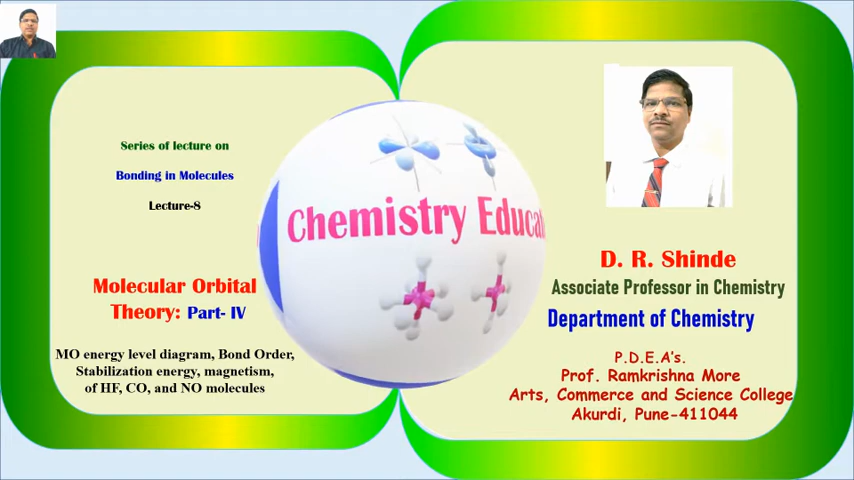 Series of lecture on
Bonding in Molecules
Lecture-8
Molecular Orbital
Theory: Part- IV
MO energy level diagram, Bond Order,
Stabilization energy, magnetism,
of HF, CO, and NO molecules
Chemistry Educat
D. R. Shinde
Associate Professor in Chemistry
Department of Chemistry
P.D.E.A's.
Prof. Ramkrishna More
Arts, Commerce and Science College
Akurdi, Pune-411044